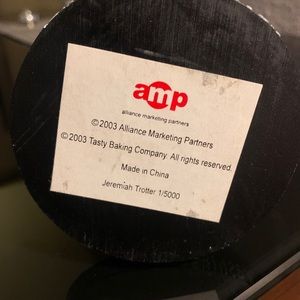 amp
alliance marketing partners
©2003 Alliance Marketing Partners
©2003 Tasty Baking Company. All rights reserved.
Made in China
Jeremiah Trotter 1/5000